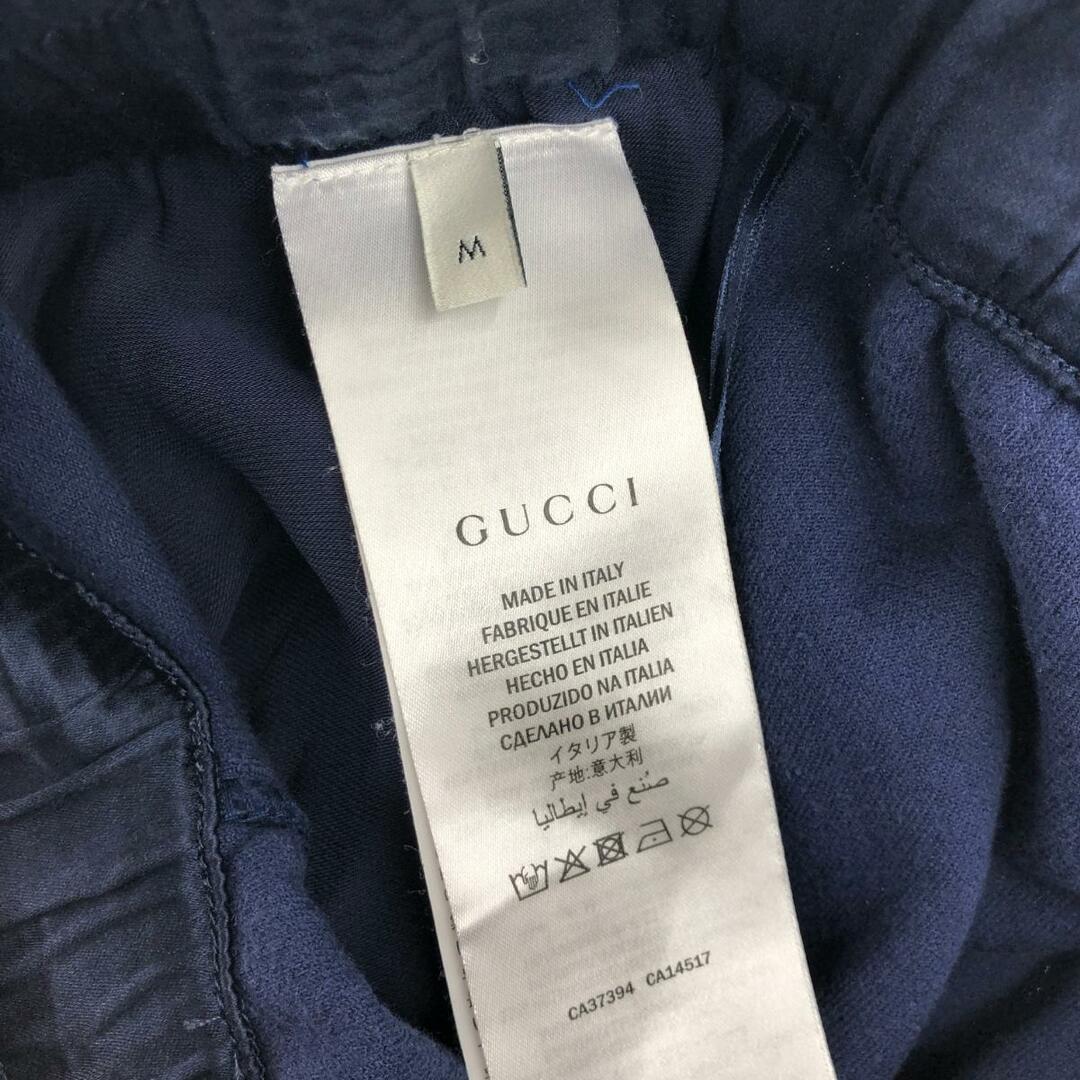 M
GUCCI
MADE IN ITALY
FABRIQUE EN ITALIE
HERGESTELLT IN ITALIEN
HECHO EN ITALIA
PRODUZIDO NA ITALIA
СДЕЛАНО В ИТАЛИИ
イタリア製
产地:意大利
صُنع في إيطاليا
CA37394 CA14517